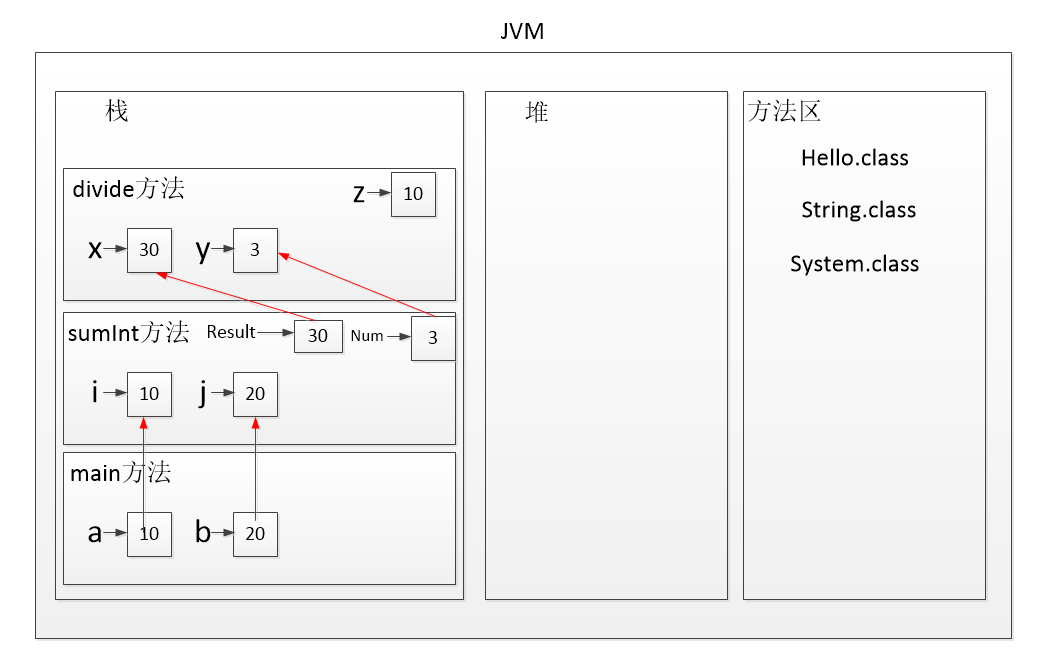 JVM
栈
divide方法
z 10
x 30 y 3
sumInt方法 Result 30 Num 3
i 10 j 20
main方法
a 10 b 20
堆
方法区
Hello.class
String.class
System.class